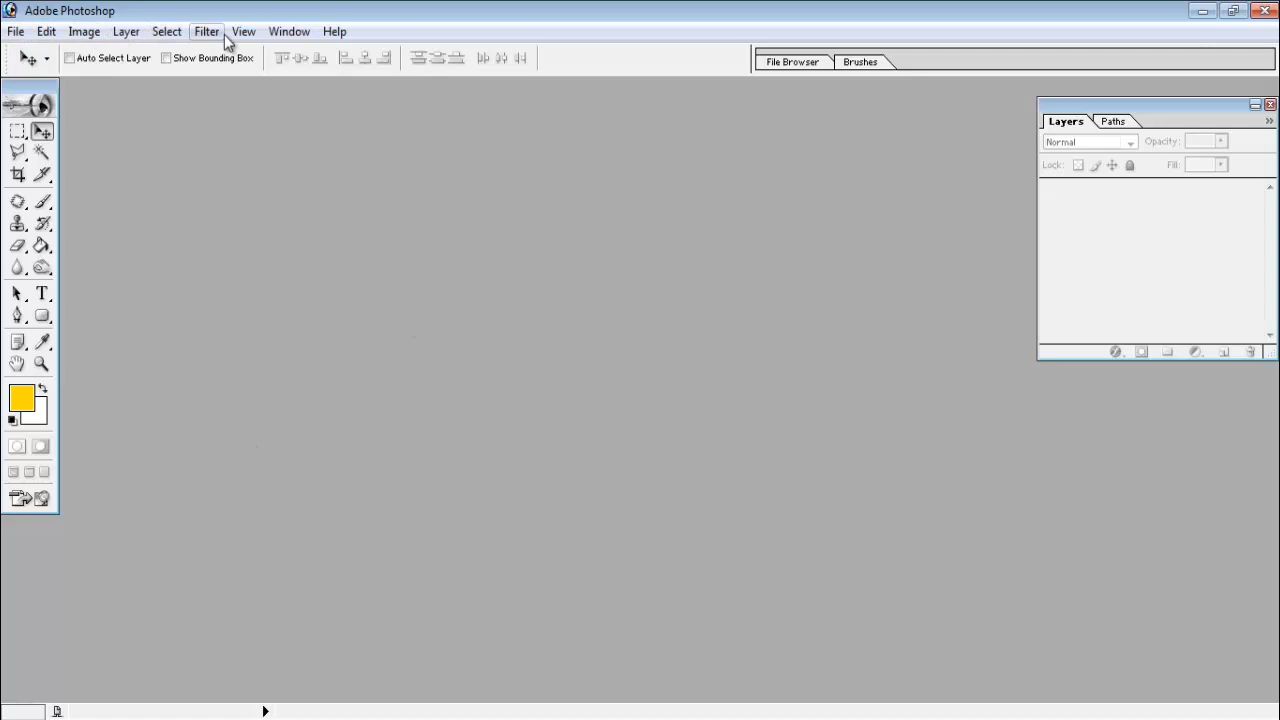 Adobe Photoshop
File Edit Image Layer Select Filter View Window Help
Auto Select Layer Show Bounding Box File Browser Brushes
Layers Paths
Normal Opacity:
Lock: Fill:
T